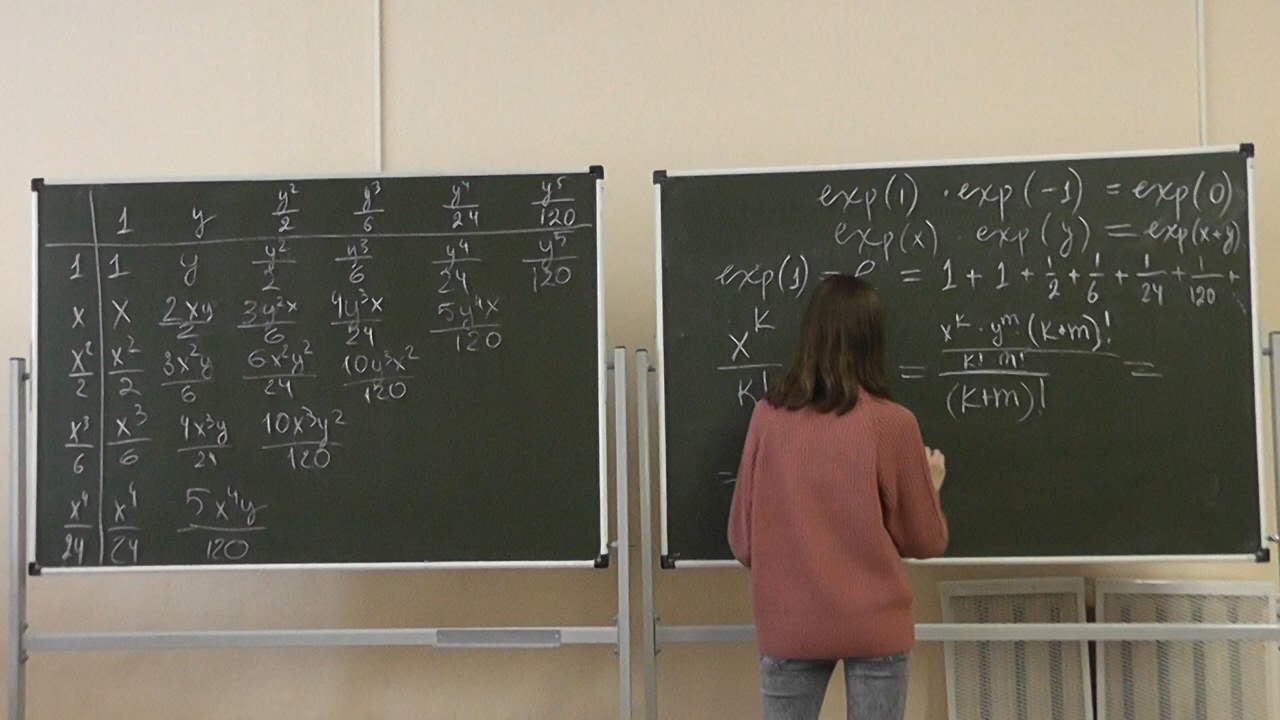 1 y y²/2 y³/6 y⁴/24 y⁵/120
1 1 y y²/2 y³/6 y⁴/24 y⁵/120
x x 2xy/2 3y²x/6 4y³x/24 5y⁴x/120
x²/2 x²/2 3x²y/6 6x²y²/24 10y³x²/120
x³/6 x³/6 4x³y/24 10x³y²/120
x⁴/24 x⁴/24 5x⁴y/120
exp(1) · exp(-1) = exp(0)
exp(x) · exp(y) = exp(x+y)
exp(1) = e = 1 + 1 + 1/2 + 1/6 + 1/24 + 1/120 +
x^k/k! = (x^k · y^m (k+m)!/(k! m!))/(k+m)! =
=